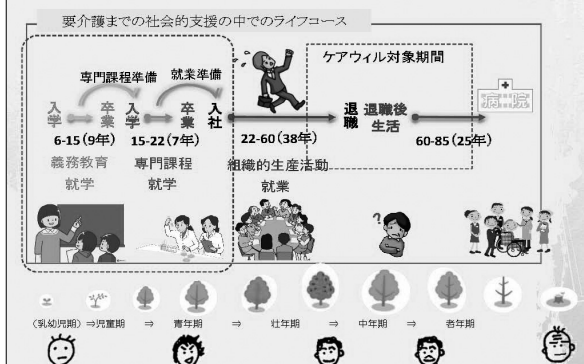 要介護までの社会的支援の中でのライフコース
専門課程準備
就業準備
ケアウィル対象期間
入学
卒業
入学
卒業
入社
退職
退職後生活
病醫院
6-15(9年)
15-22(7年)
22-60(38年)
60-85(25年)
義務教育
就学
専門課程
就学
組織的生産活動
就業
?
(乳幼児期)⇒児童期 ⇒ 青年期 ⇒ 壮年期 ⇒ 中年期 ⇒ 老年期